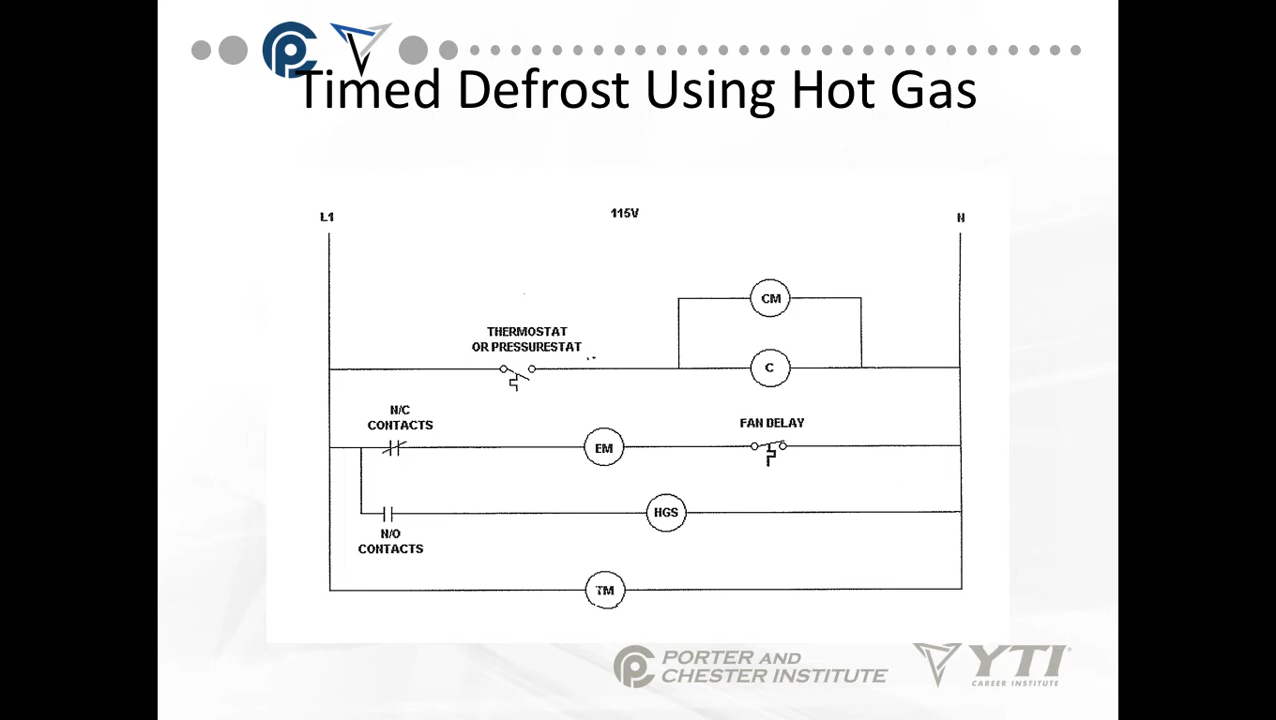 Timed Defrost Using Hot Gas
L1
115V
N
CM
THERMOSTAT
OR PRESSURESTAT
C
N/C
CONTACTS
FAN DELAY
EM
HGS
N/O
CONTACTS
TM
PORTER AND
CHESTER INSTITUTE
YTI
CAREER INSTITUTE